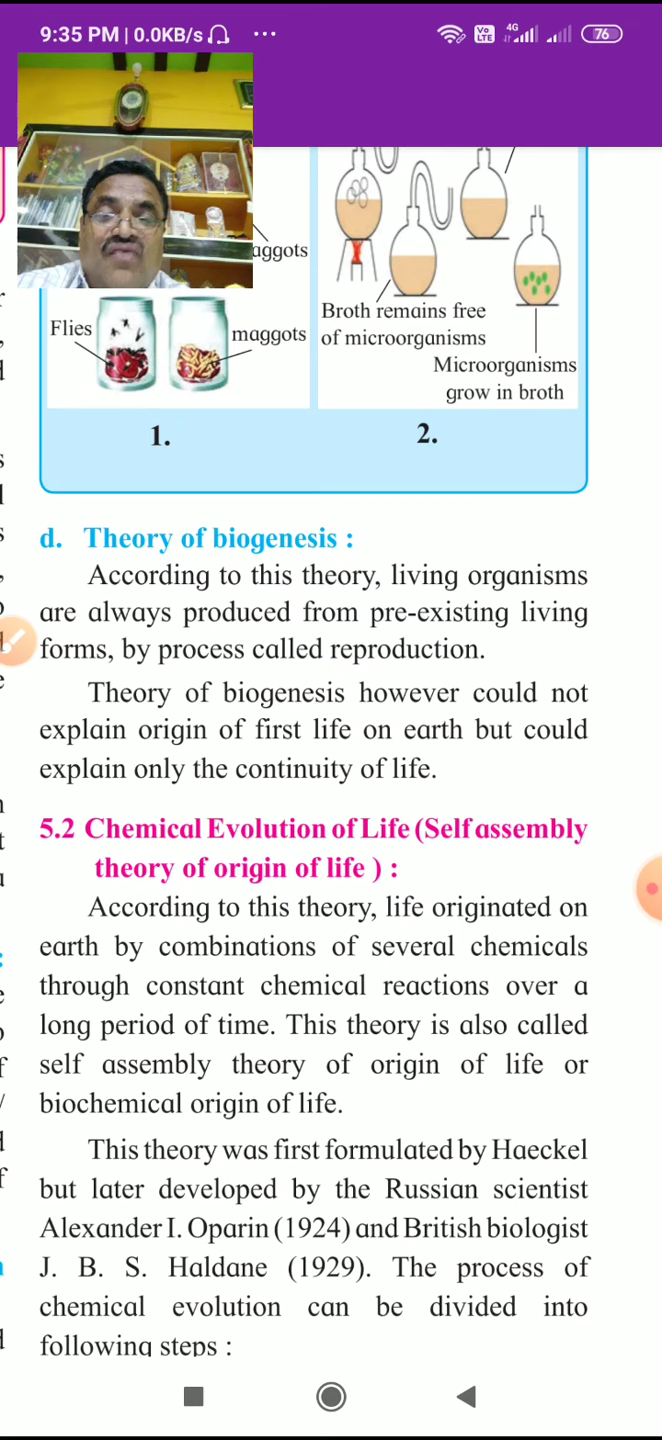 9:35 PM | 0.0KB/s
Vo LTE 4G 76
aggots
Flies
maggots
Broth remains free
of microorganisms
Microorganisms
grow in broth
1.
2.
d. Theory of biogenesis :
According to this theory, living organisms
are always produced from pre-existing living
forms, by process called reproduction.
Theory of biogenesis however could not
explain origin of first life on earth but could
explain only the continuity of life.
5.2 Chemical Evolution of Life (Self assembly
theory of origin of life ) :
According to this theory, life originated on
earth by combinations of several chemicals
through constant chemical reactions over a
long period of time. This theory is also called
self assembly theory of origin of life or
biochemical origin of life.
This theory was first formulated by Haeckel
but later developed by the Russian scientist
Alexander I. Oparin (1924) and British biologist
J. B. S. Haldane (1929). The process of
chemical evolution can be divided into
following steps :